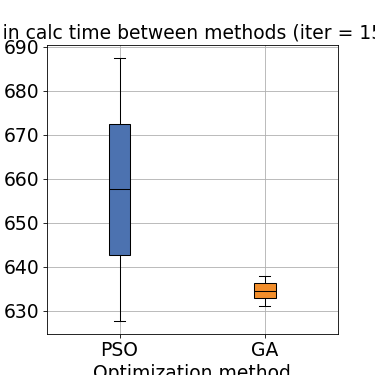 in calc time between methods (iter = 15
690
680
670
660
650
640
630
PSO GA
Optimization method